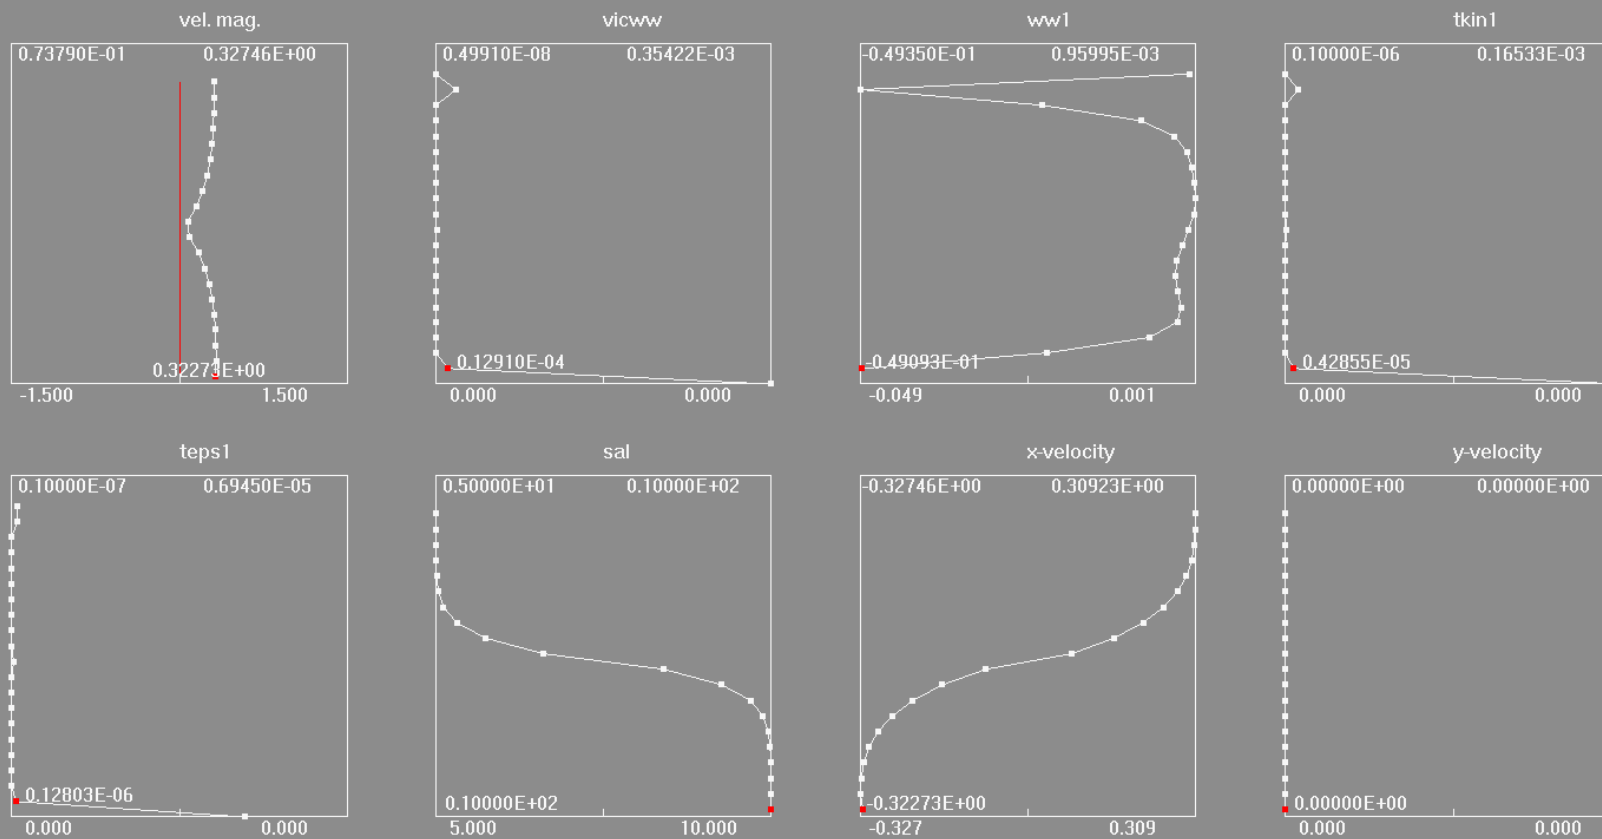 vel. mag. vicww ww1 tkin1
0.73790E-01 0.32746E+00 0.49910E-08 0.35422E-03 -0.49350E-01 0.95995E-03 0.10000E-06 0.16533E-03
0.32273E+00 0.12910E-04 -0.49093E-01 0.42855E-05
-1.500 1.500 0.000 0.000 -0.049 0.001 0.000 0.000
teps1 sal x-velocity y-velocity
0.10000E-07 0.69450E-05 0.50000E+01 0.10000E+02 -0.32746E+00 0.30923E+00 0.00000E+00 0.00000E+00
0.12803E-06 0.10000E+02 -0.32273E+00 0.00000E+00
0.000 0.000 5.000 10.000 -0.327 0.309 0.000 0.000